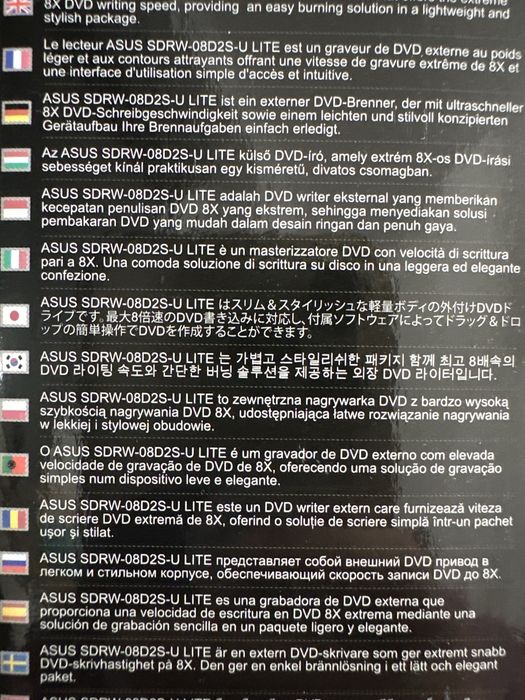 8X DVD writing speed, providing an easy burning solution in a lightweight and
stylish package.
Le lecteur ASUS SDRW-08D2S-U LITE est un graveur de DVD externe au poids
léger et aux contours attrayants offrant une vitesse de gravure extrême de 8X et
une interface d'utilisation simple d'accès et intuitive.
ASUS SDRW-08D2S-U LITE ist ein externer DVD-Brenner, der mit ultraschneller
8X DVD-Schreibgeschwindigkeit sowie einem leichten und stilvoll konzipierten
Gerätaufbau Ihre Brennaufgaben einfach erledigt.
Az ASUS SDRW-08D2S-U LITE külső DVD-író, amely extrém 8X-os DVD-írási
sebességet kínál praktikusan egy kisméretű, divatos csomagban.
ASUS SDRW-08D2S-U LITE adalah DVD writer eksternal yang memberikan
kecepatan penulisan DVD 8X yang ekstrem, sehingga menyediakan solusi
pembakaran DVD yang mudah dalam desain ringan dan penuh gaya.
ASUS SDRW-08D2S-U LITE è un masterizzatore DVD con velocità di scrittura
pari a 8X. Una comoda soluzione di scrittura su disco in una leggera ed elegante
confezione.
ASUS SDRW-08D2S-U LITE はスリム＆スタイリッシュな軽量ボディの外付けDVDド
ライブです。最大8倍速のDVD書き込みに対応し、付属ソフトウェアによってドラッグ＆ドロ
ップの簡単操作でDVDを作成することができます。
ASUS SDRW-08D2S-U LITE 는 가볍고 스타일리쉬한 패키지 함께 최고 8배속의
DVD 라이팅 속도와 간단한 버닝 솔루션을 제공하는 외장 DVD 라이터입니다.
ASUS SDRW-08D2S-U LITE to zewnętrzna nagrywarka DVD z bardzo wysoką
szybkością nagrywania DVD 8X, udostępniająca łatwe rozwiązanie nagrywania
w lekkiej i stylowej obudowie.
O ASUS SDRW-08D2S-U LITE é um gravador de DVD externo com elevada
velocidade de gravação de DVD de 8X, oferecendo uma solução de gravação
simples num dispositivo leve e elegante.
ASUS SDRW-08D2S-U LITE este un DVD writer extern care furnizează viteza
de scriere DVD extremă de 8X, oferind o soluție de scriere simplă într-un pachet
ușor și stilat.
ASUS SDRW-08D2S-U LITE представляет собой внешний DVD привод в
легком и стильном корпусе, обеспечивающий скорость записи DVD до 8X.
ASUS SDRW-08D2S-U LITE es una grabadora de DVD externa que
proporciona una velocidad de escritura en DVD 8X extrema mediante una
solución de grabación sencilla en un paquete ligero y elegante.
ASUS SDRW-08D2S-U LITE är en extern DVD-skrivare som ger extremt snabb
DVD-skrivhastighet på 8X. Den ger en enkel brännlösning i ett lätt och elegant
paket.